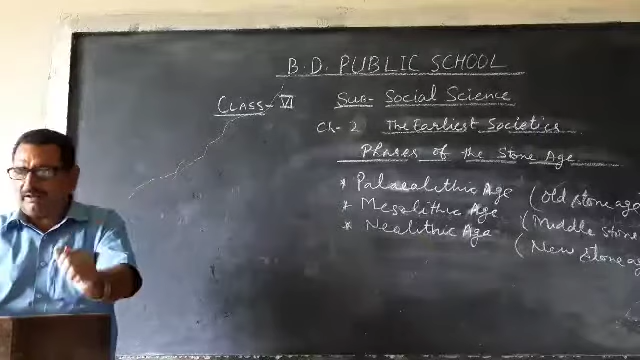 B.D. PUBLIC SCHOOL
CLASS- VI Sub- Social Science
Ch- 2 The Earliest Societies
Phases of the Stone Age
* Palaeolithic Age (Old stone age
* Mesolithic Age (Middle stone
* Neolithic Age (New stone ag